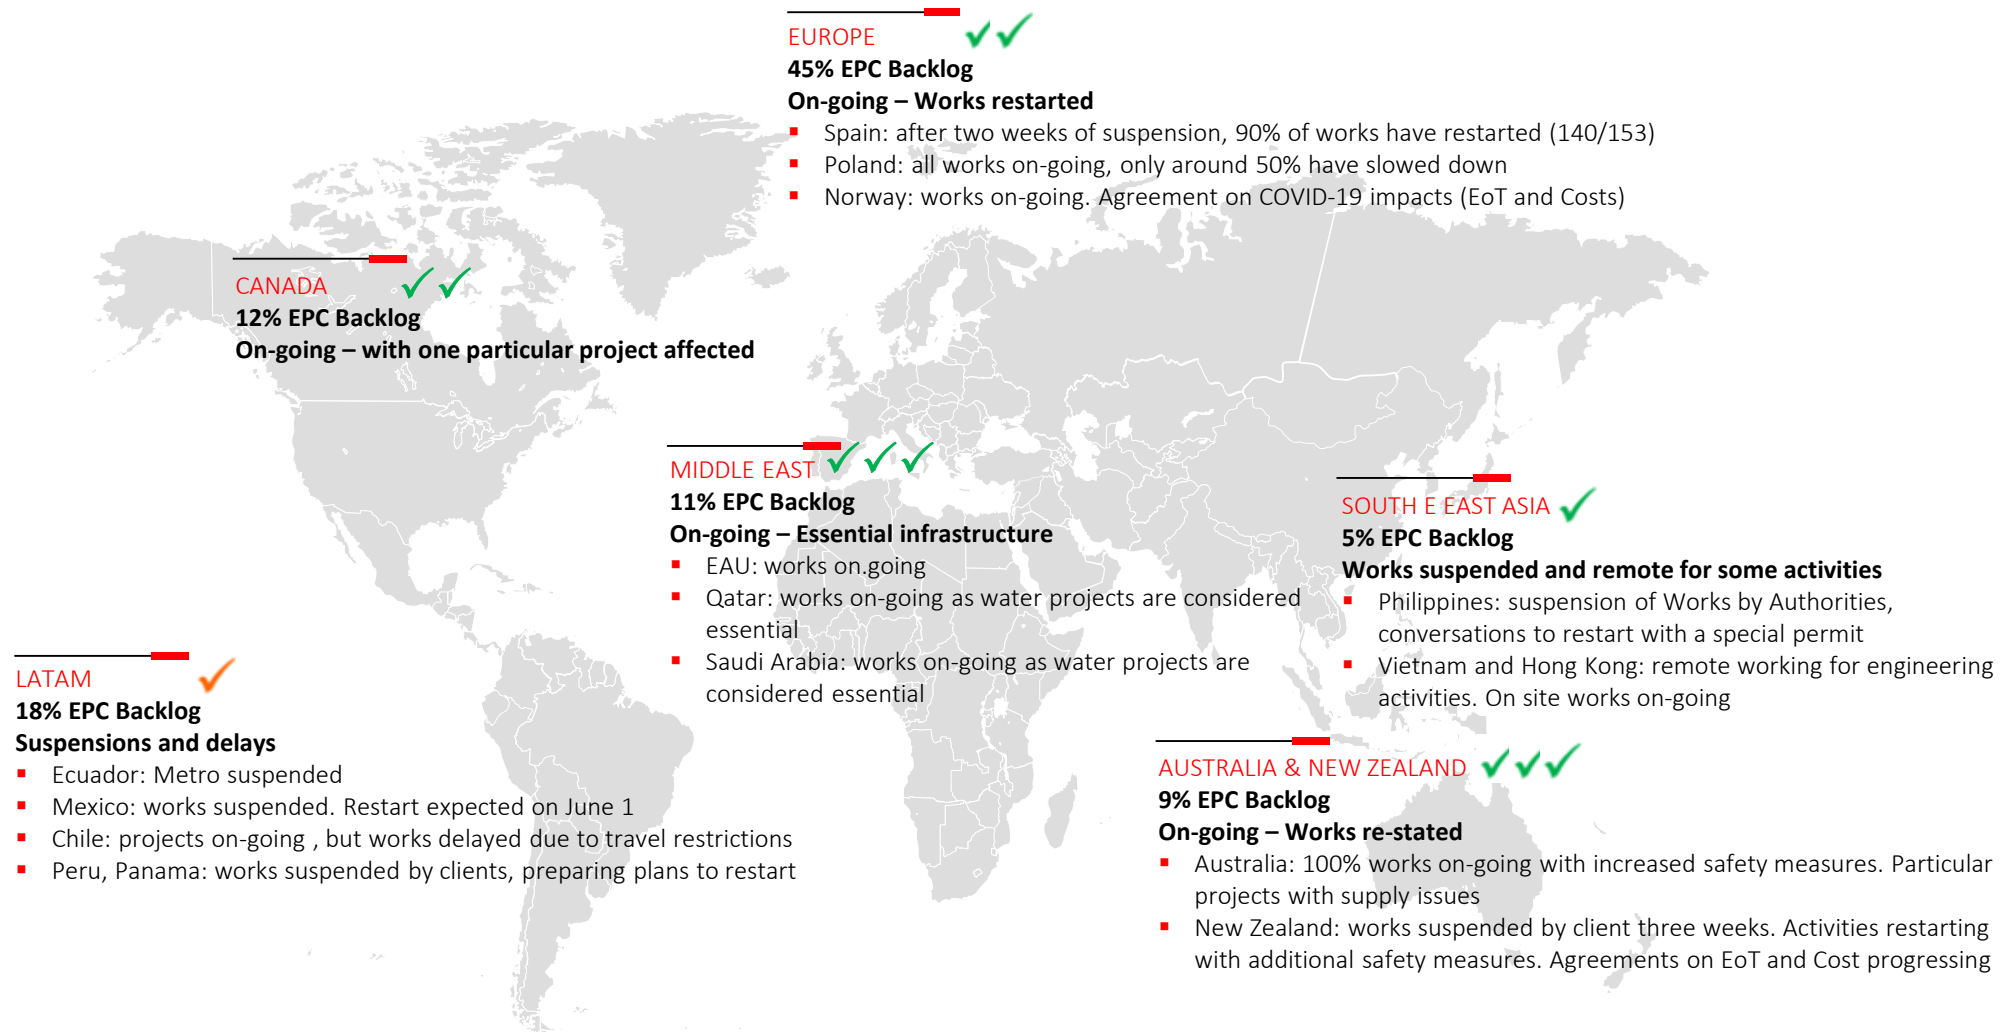 EUROPE
45% EPC Backlog
On-going – Works restarted
▪ Spain: after two weeks of suspension, 90% of works have restarted (140/153)
▪ Poland: all works on-going, only around 50% have slowed down
▪ Norway: works on-going. Agreement on COVID-19 impacts (EoT and Costs)
CANADA
12% EPC Backlog
On-going – with one particular project affected
MIDDLE EAST
11% EPC Backlog
On-going – Essential infrastructure
▪ EAU: works on.going
▪ Qatar: works on-going as water projects are considered
essential
▪ Saudi Arabia: works on-going as water projects are
considered essential
SOUTH E EAST ASIA
5% EPC Backlog
Works suspended and remote for some activities
▪ Philippines: suspension of Works by Authorities,
conversations to restart with a special permit
▪ Vietnam and Hong Kong: remote working for engineering
activities. On site works on-going
LATAM
18% EPC Backlog
Suspensions and delays
▪ Ecuador: Metro suspended
▪ Mexico: works suspended. Restart expected on June 1
▪ Chile: projects on-going , but works delayed due to travel restrictions
▪ Peru, Panama: works suspended by clients, preparing plans to restart
AUSTRALIA & NEW ZEALAND
9% EPC Backlog
On-going – Works re-stated
▪ Australia: 100% works on-going with increased safety measures. Particular
projects with supply issues
▪ New Zealand: works suspended by client three weeks. Activities restarting
with additional safety measures. Agreements on EoT and Cost progressing